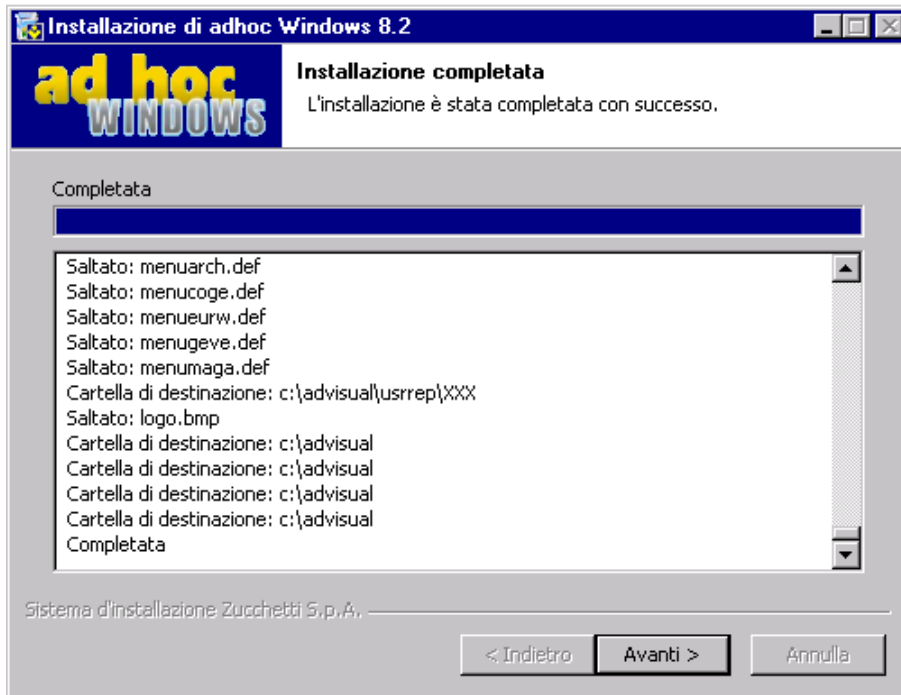 Installazione di adhoc Windows 8.2
ad hoc
WINDOWS
Installazione completata
L'installazione è stata completata con successo.
Completata
Saltato: menuarch.def
Saltato: menucoge.def
Saltato: menueurw.def
Saltato: menugeve.def
Saltato: menumaga.def
Cartella di destinazione: c:\advisual\usrrep\XXX
Saltato: logo.bmp
Cartella di destinazione: c:\advisual
Cartella di destinazione: c:\advisual
Cartella di destinazione: c:\advisual
Cartella di destinazione: c:\advisual
Completata
Sistema d'installazione Zucchetti S.p.A.
< Indietro Avanti > Annulla